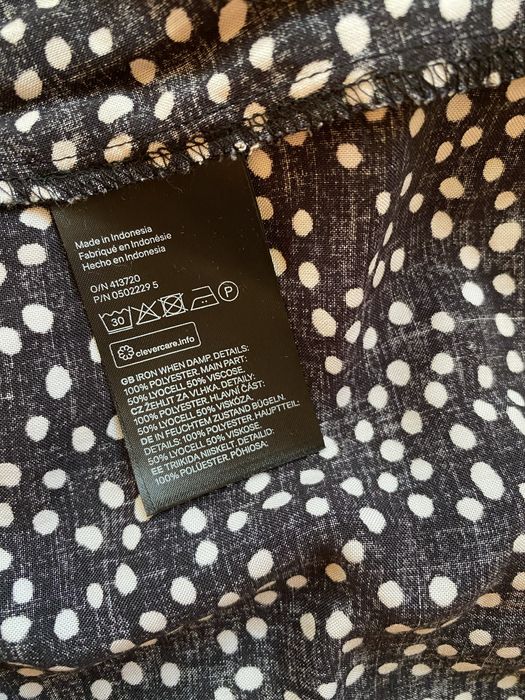 Made in Indonesia
Fabriqué en Indonésie
Hecho en Indonesia
O/N 413720
P/N 0502229 5
30 P
clevercare.info
GB IRON WHEN DAMP. DETAILS:
100% POLYESTER. MAIN PART:
50% LYOCELL 50% VISCOSE.
CZ ŽEHLIT ZA VLHKA. DETAILY:
100% POLYESTER. HLAVNÍ ČÁST:
50% LYOCELL 50% VISKÓZA.
DE IN FEUCHTEM ZUSTAND BÜGELN.
DETAILS: 100% POLYESTER. HAUPTTEIL:
50% LYOCELL 50% VISKOSE
EE TRIIKIDA NIISKELT. DETAILID:
100% POLÜESTER. PÕHIOSA: